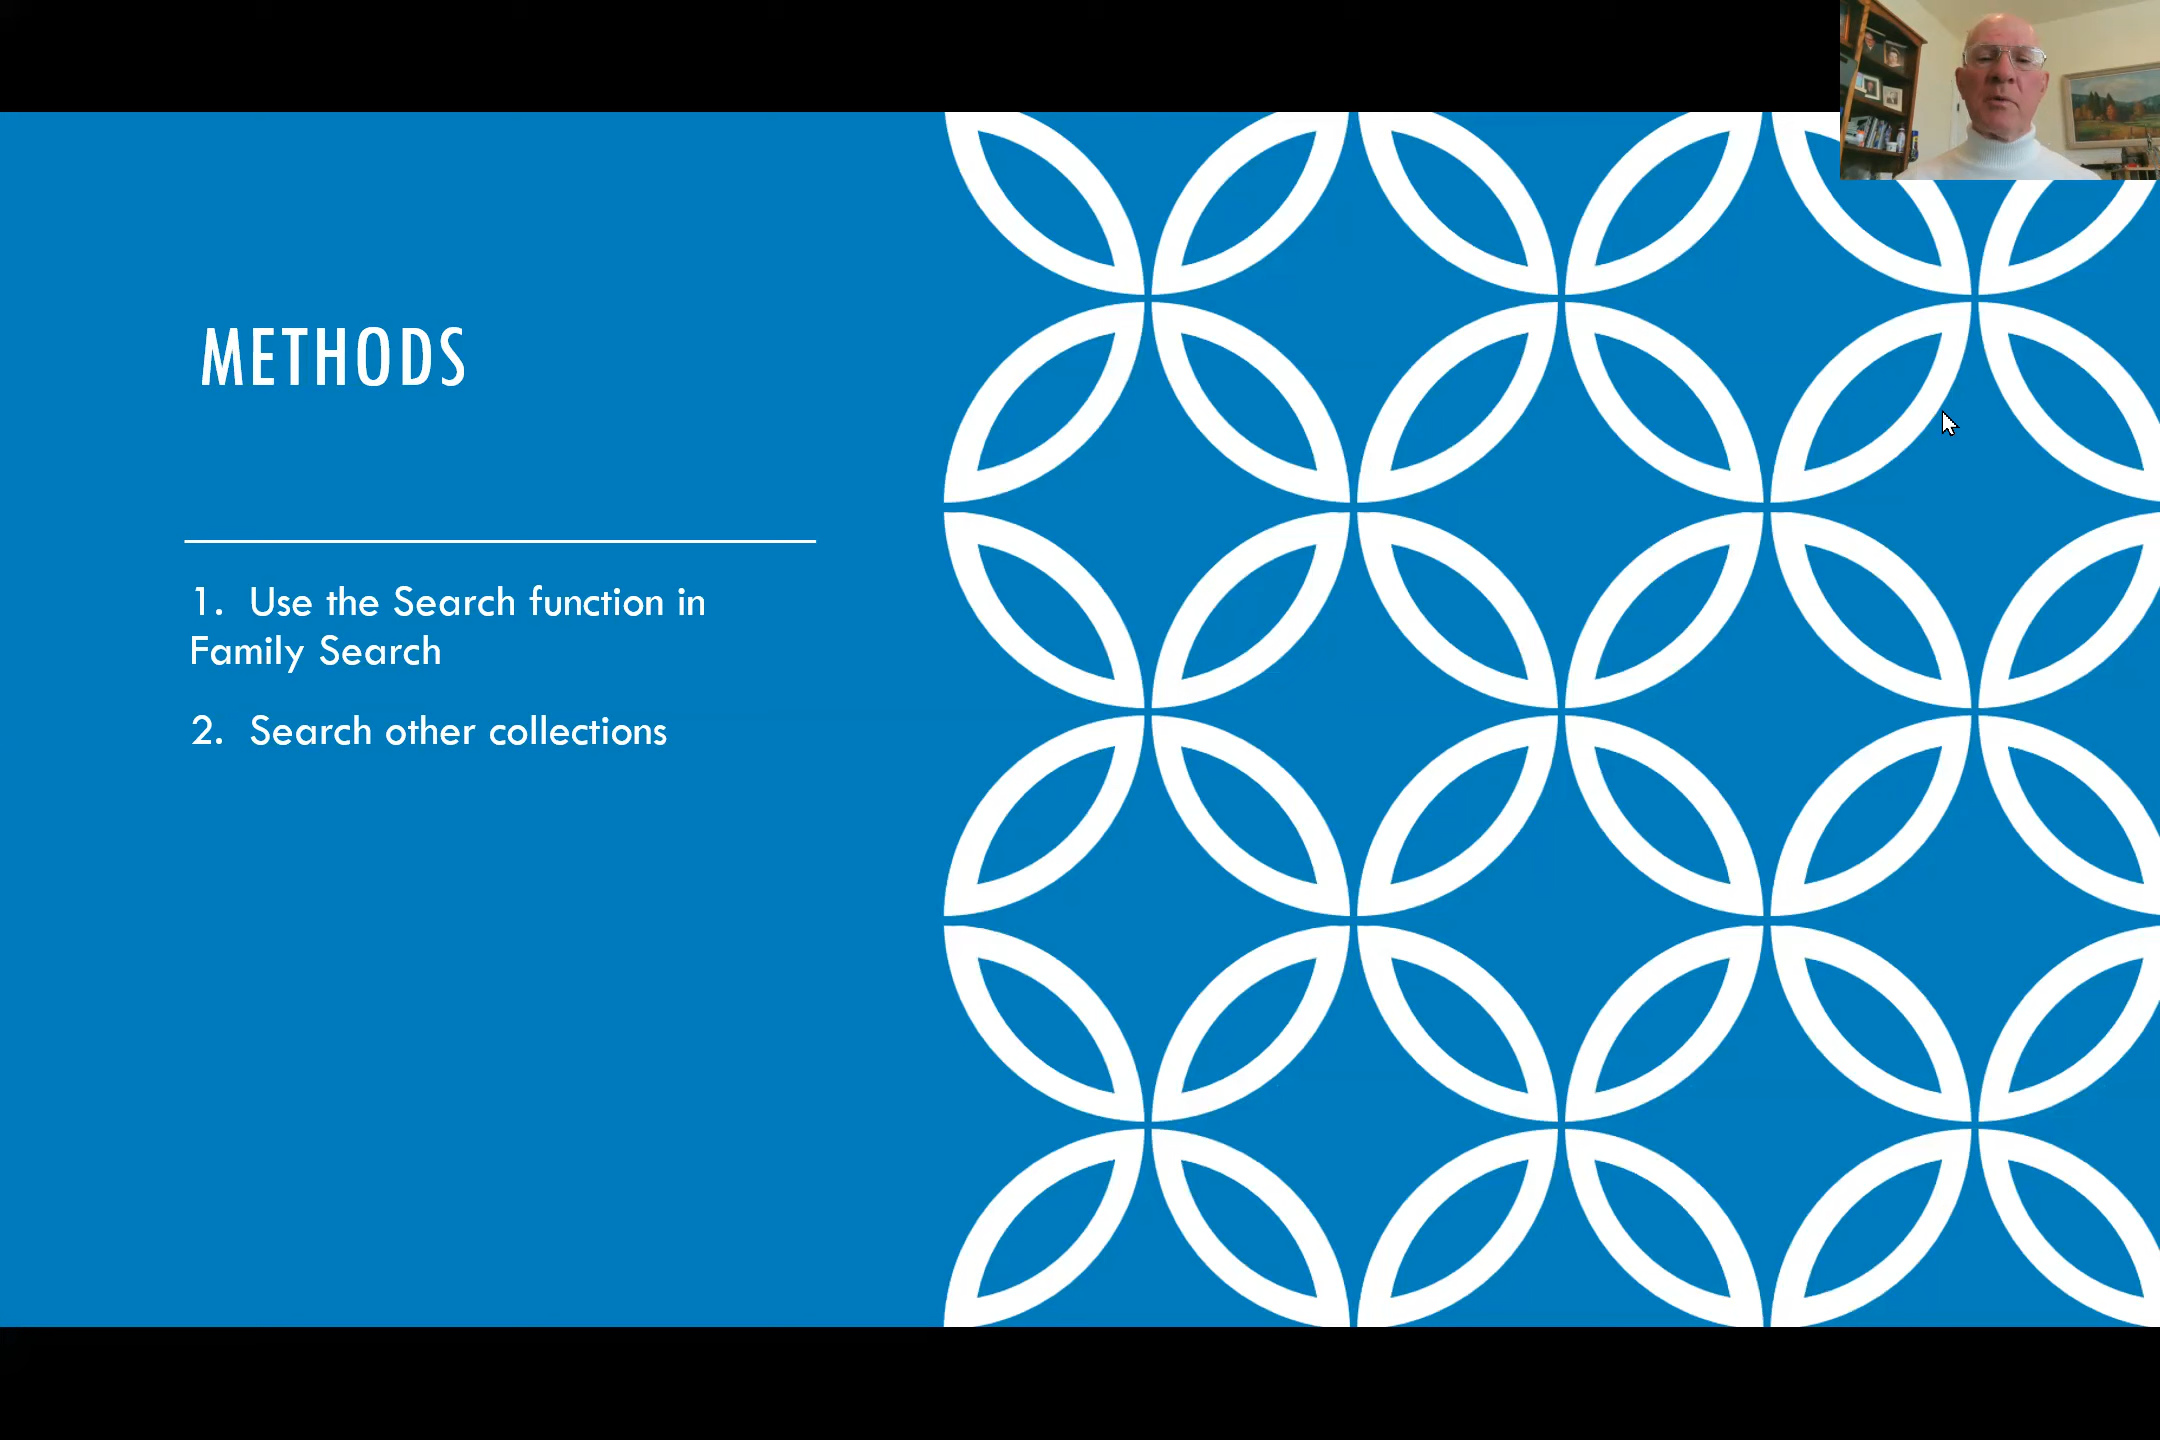 METHODS
1. Use the Search function in
Family Search
2. Search other collections